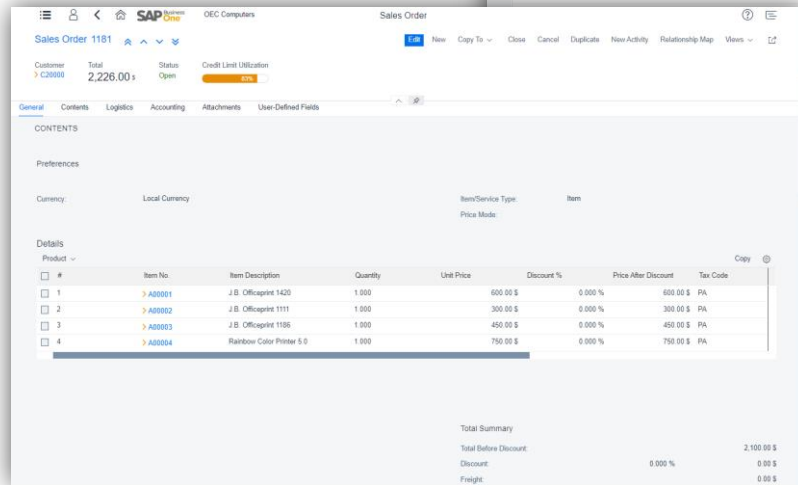 SAP Business One OEC Computers Sales Order
Sales Order 1181 Edit New Copy To Close Cancel Duplicate New Activity Relationship Map Views
Customer Total Status Credit Limit Utilization
C20000 2,226.00 $ Open 83%
General Contents Logistics Accounting Attachments User-Defined Fields
CONTENTS
Preferences
Currency: Local Currency Item/Service Type: Item
Price Mode:
Details
Product Copy
# Item No. Item Description Quantity Unit Price Discount % Price After Discount Tax Code
1 A00001 J.B. Officeprint 1420 1.000 600.00 $ 0.000 % 600.00 $ PA
2 A00002 J.B. Officeprint 1111 1.000 300.00 $ 0.000 % 300.00 $ PA
3 A00003 J.B. Officeprint 1186 1.000 450.00 $ 0.000 % 450.00 $ PA
4 A00004 Rainbow Color Printer 5.0 1.000 750.00 $ 0.000 % 750.00 $ PA
Total Summary
Total Before Discount: 2,100.00 $
Discount: 0.000 % 0.00 $
Freight: 0.00 $